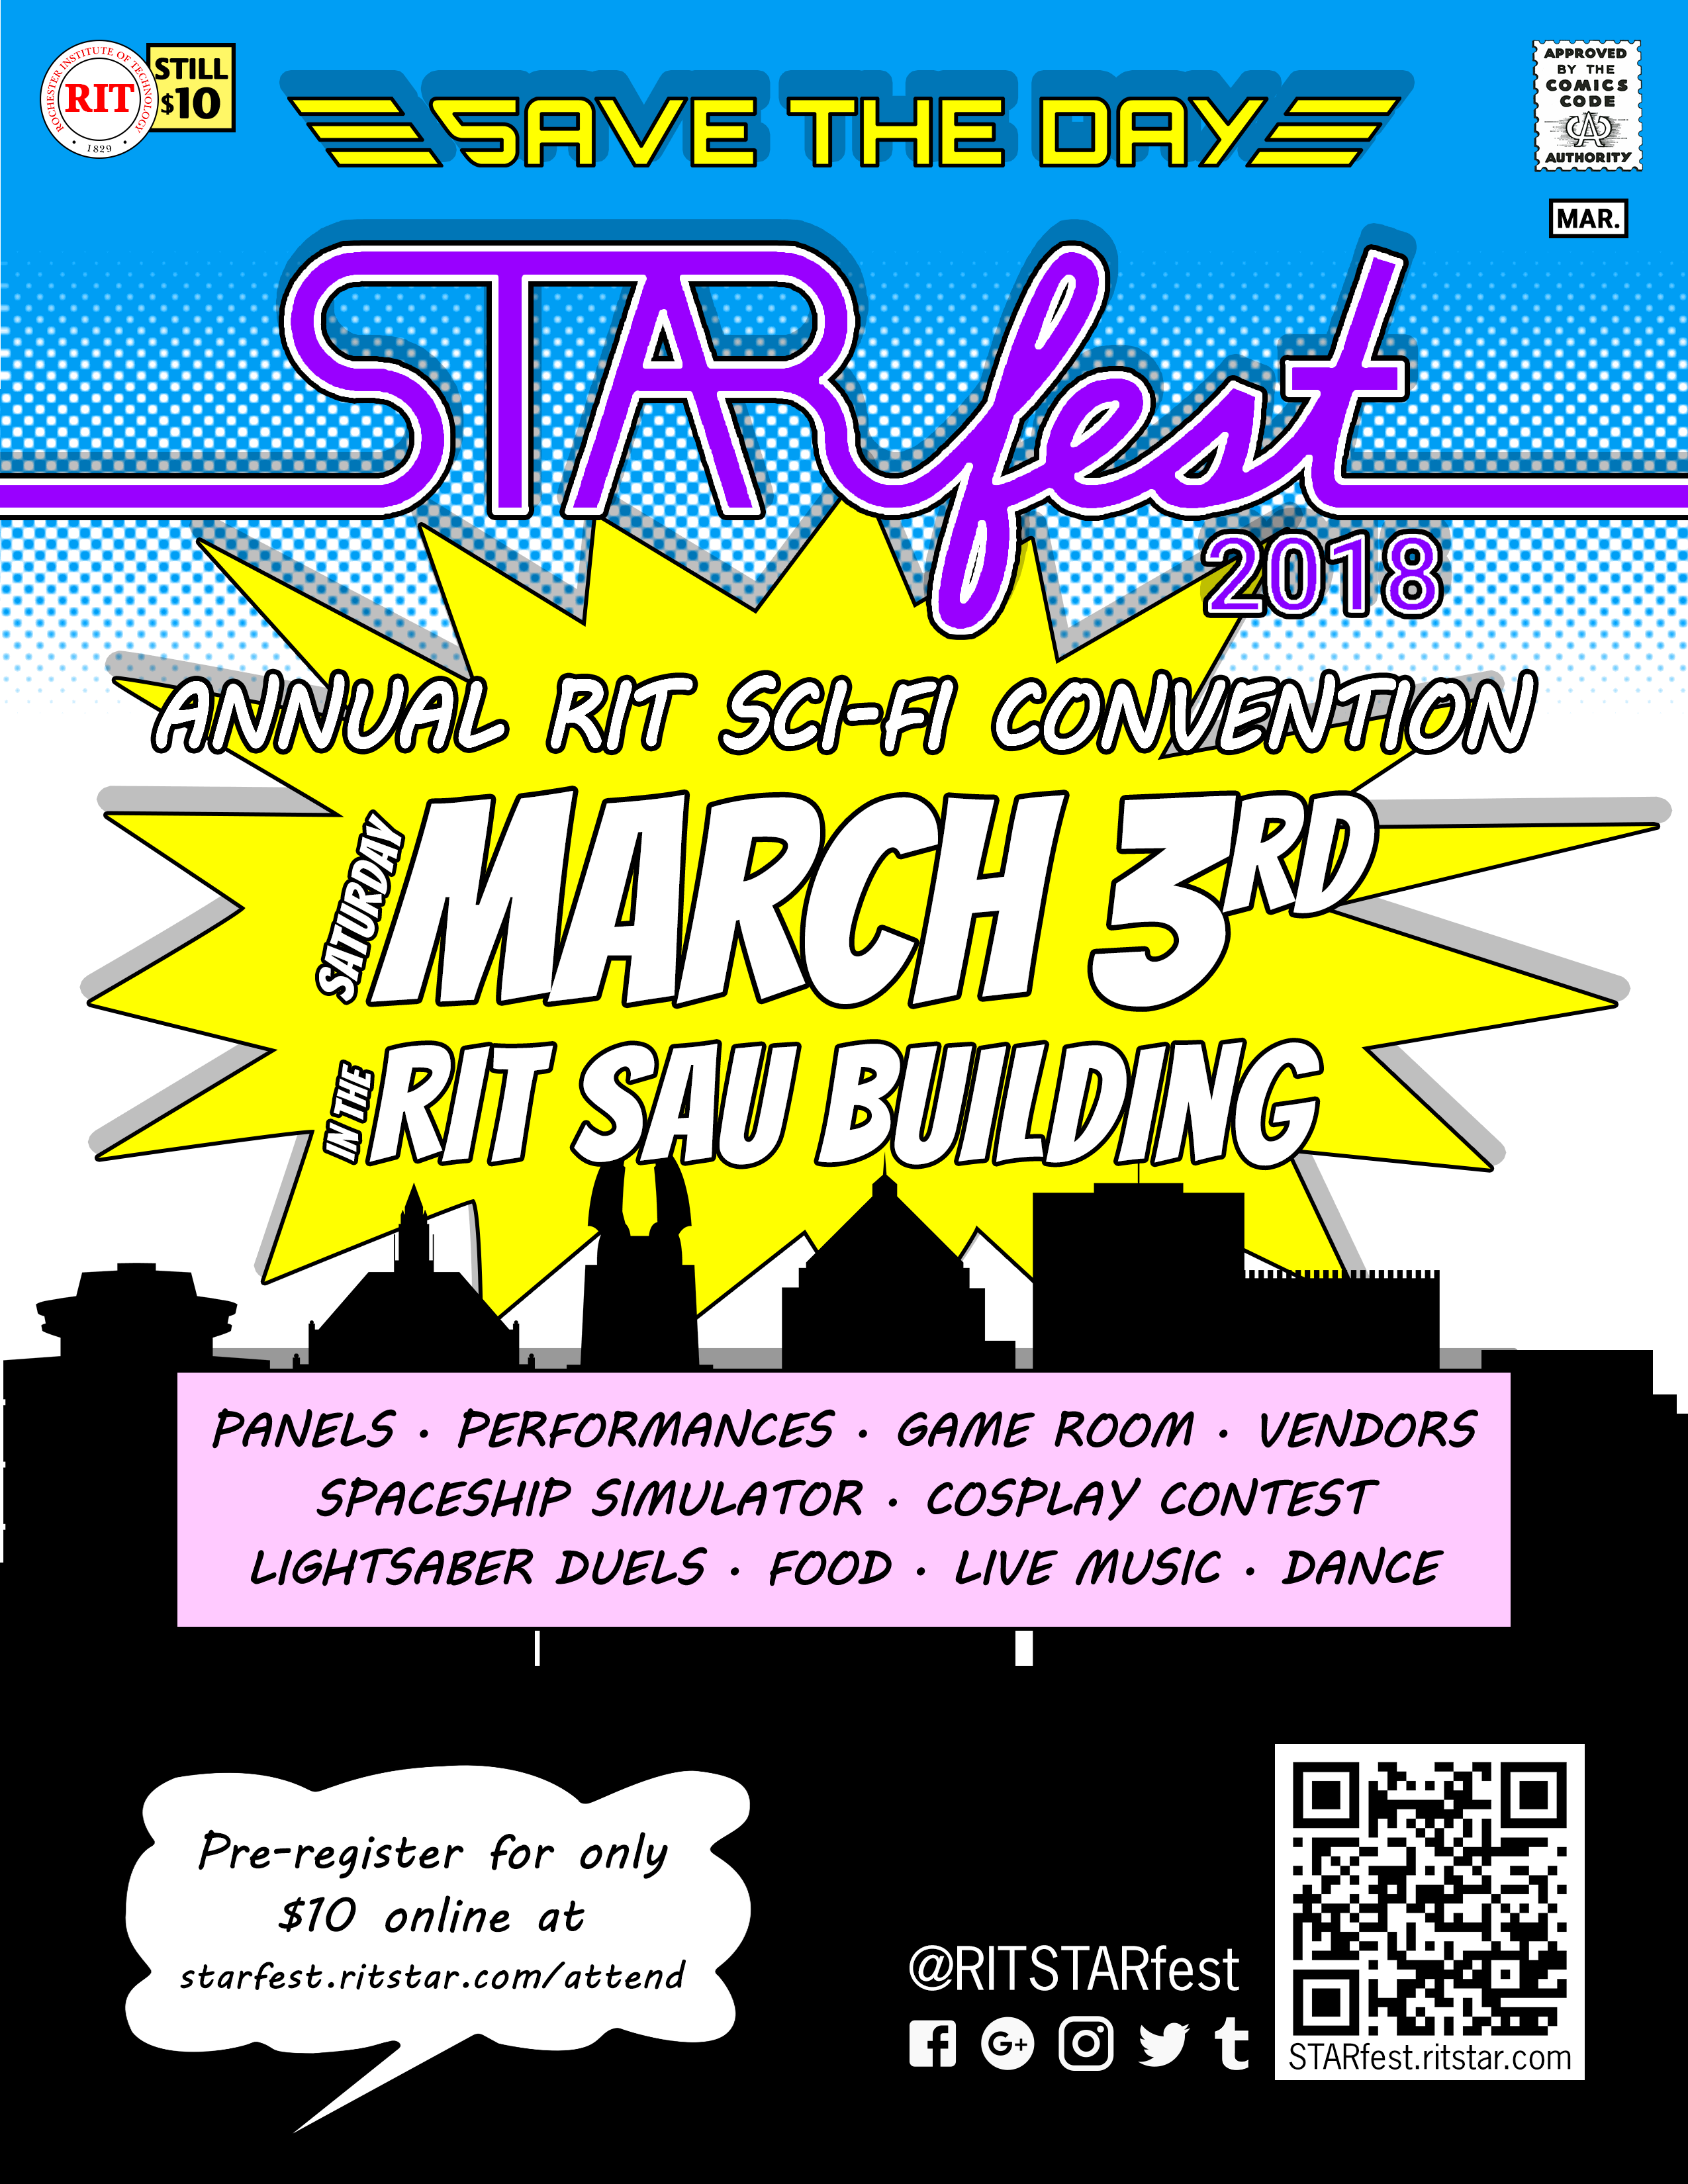 ROCHESTER INSTITUTE OF TECHNOLOGY
RIT
1829
STILL
$10
SAVE THE DAY
APPROVED
BY THE
COMICS
CODE
CA
AUTHORITY
MAR.
STARfest
2018
ANNUAL RIT SCI-FI CONVENTION
SATURDAY
MARCH 3RD
IN THE
RIT SAU BUILDING
PANELS • PERFORMANCES • GAME ROOM • VENDORS
SPACESHIP SIMULATOR • COSPLAY CONTEST
LIGHTSABER DUELS • FOOD • LIVE MUSIC • DANCE
Pre-register for only
$10 online at
starfest.ritstar.com/attend
@RITSTARfest
f G+ t
STARfest.ritstar.com